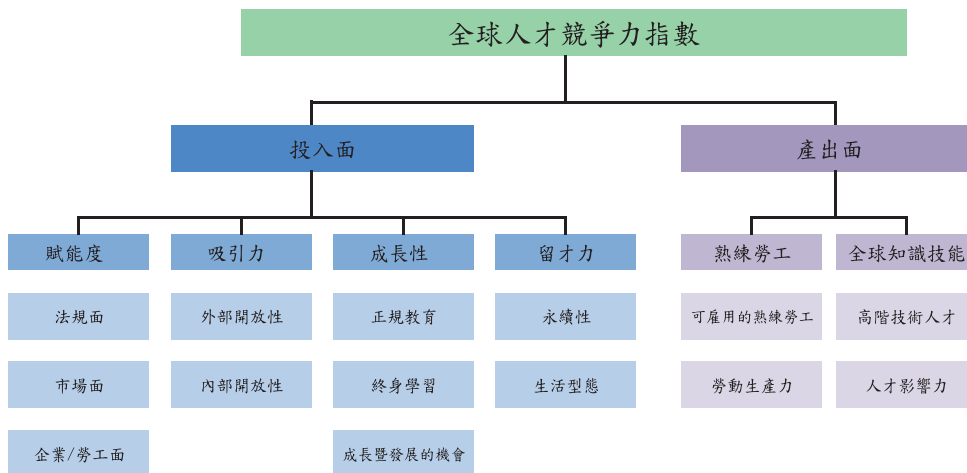 全球人才競爭力指數
投入面
產出面
賦能度
吸引力
成長性
留才力
熟練勞工
全球知識技能
法規面
外部開放性
正規教育
永續性
可雇用的熟練勞工
高階技術人才
市場面
內部開放性
終身學習
生活型態
勞動生產力
人才影響力
企業/勞工面
成長暨發展的機會